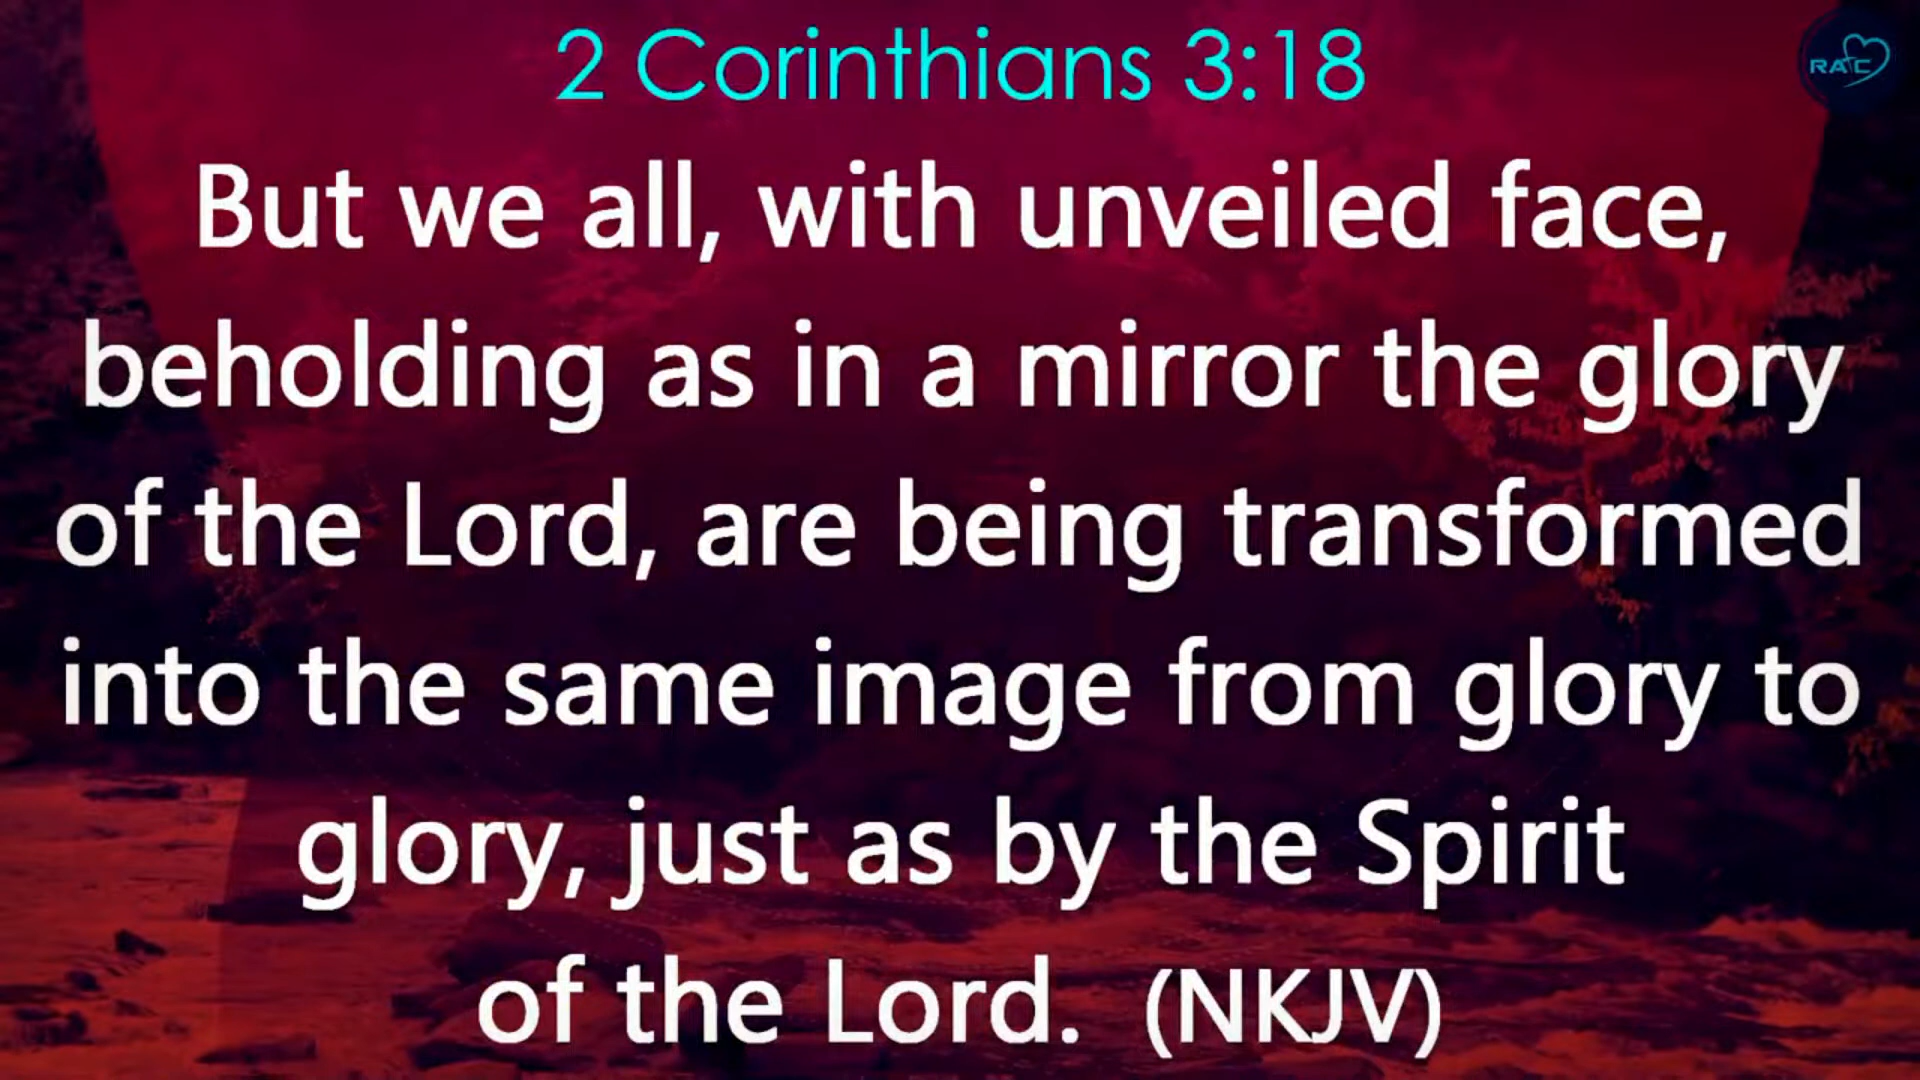 2 Corinthians 3:18
RAC
But we all, with unveiled face,
beholding as in a mirror the glory
of the Lord, are being transformed
into the same image from glory to
glory, just as by the Spirit
of the Lord. (NKJV)